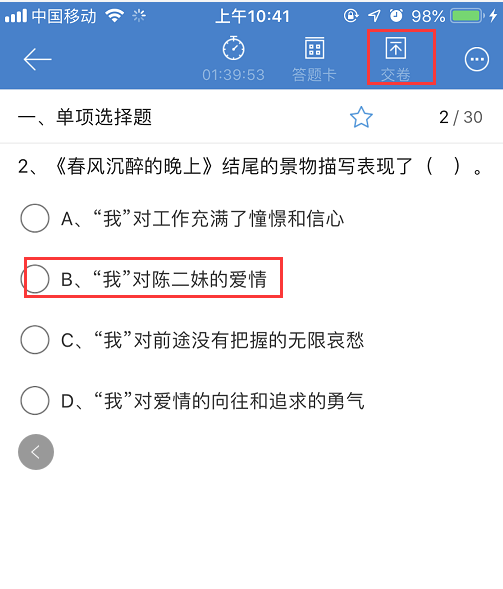 中国移动 上午10:41 98%
01:39:53 答题卡 交卷
一、单项选择题 2 / 30
2、《春风沉醉的晚上》结尾的景物描写表现了（ ）。
A、“我”对工作充满了憧憬和信心
B、“我”对陈二妹的爱情
C、“我”对前途没有把握的无限哀愁
D、“我”对爱情的向往和追求的勇气